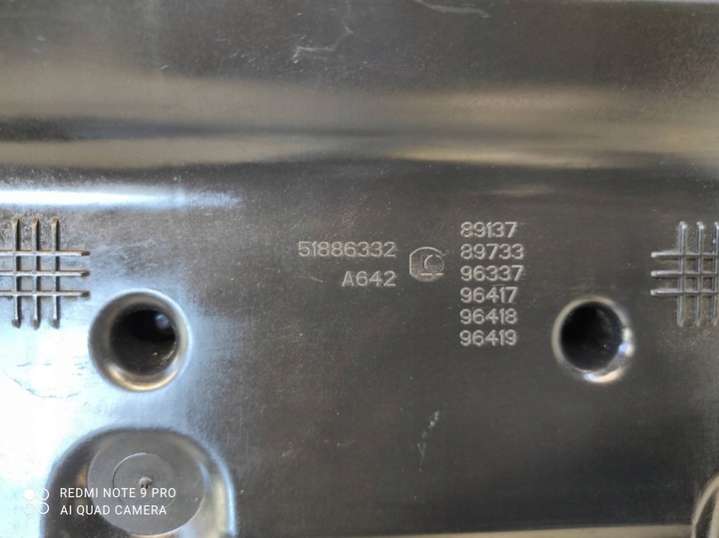 51886332
A642
C
89137
89733
96337
96417
96418
96419
REDMI NOTE 9 PRO
AI QUAD CAMERA